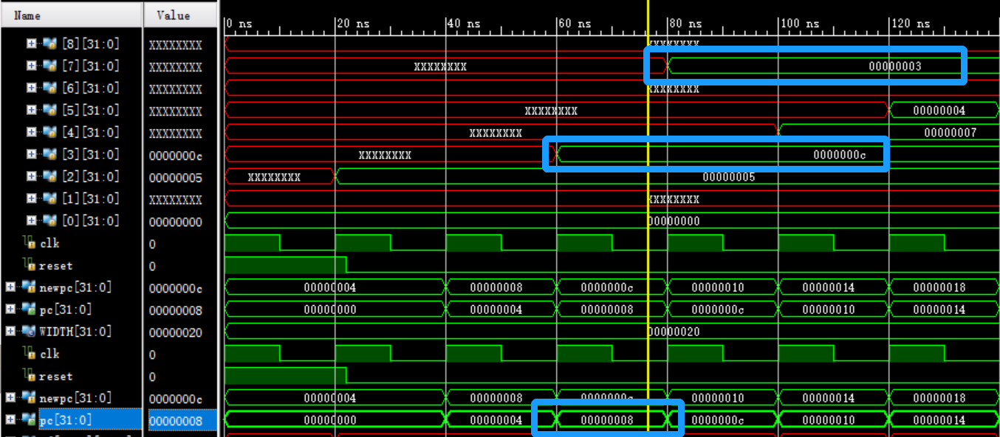 Name Value
0 ns 20 ns 40 ns 60 ns 80 ns 100 ns 120 ns
[8][31:0] XXXXXXXX XXXXXXXX
[7][31:0] XXXXXXXX XXXXXXXX 00000003
[6][31:0] XXXXXXXX XXXXXXXX
[5][31:0] XXXXXXXX XXXXXXXX 00000004
[4][31:0] XXXXXXXX XXXXXXXX 00000007
[3][31:0] 0000000c XXXXXXXX 0000000c
[2][31:0] 00000005 XXXXXXXX 00000005
[1][31:0] XXXXXXXX XXXXXXXX
[0][31:0] 00000000 00000000
clk 0
reset 0
newpc[31:0] 0000000c 00000004 00000008 0000000c 00000010 00000014 00000018
pc[31:0] 00000008 00000000 00000004 00000008 0000000c 00000010 00000014
WIDTH[31:0] 00000020 00000020
clk 0
reset 0
newpc[31:0] 0000000c 00000004 00000008 0000000c 00000010 00000014 00000018
pc[31:0] 00000008 00000000 00000004 00000008 0000000c 00000010 00000014